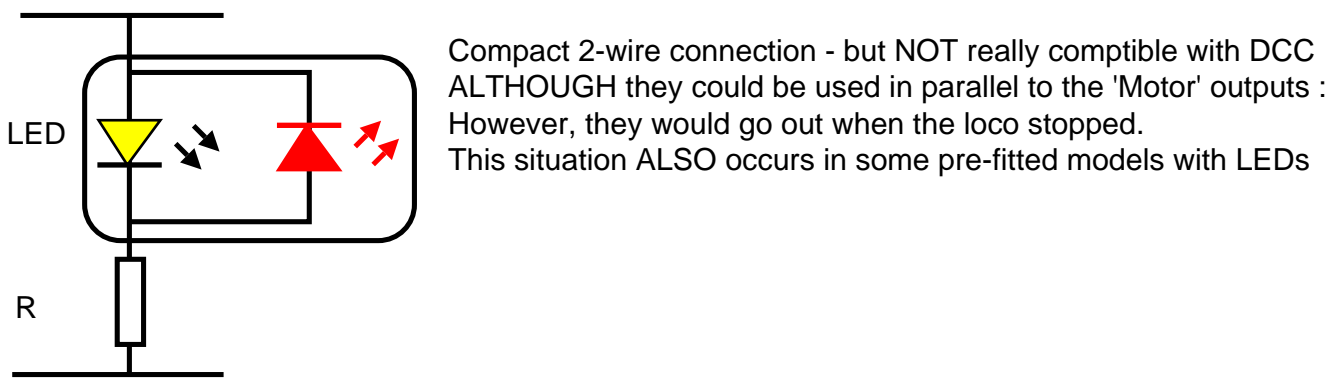 Compact 2-wire connection - but NOT really comptible with DCC
ALTHOUGH they could be used in parallel to the 'Motor' outputs :
However, they would go out when the loco stopped.
This situation ALSO occurs in some pre-fitted models with LEDs
LED
R